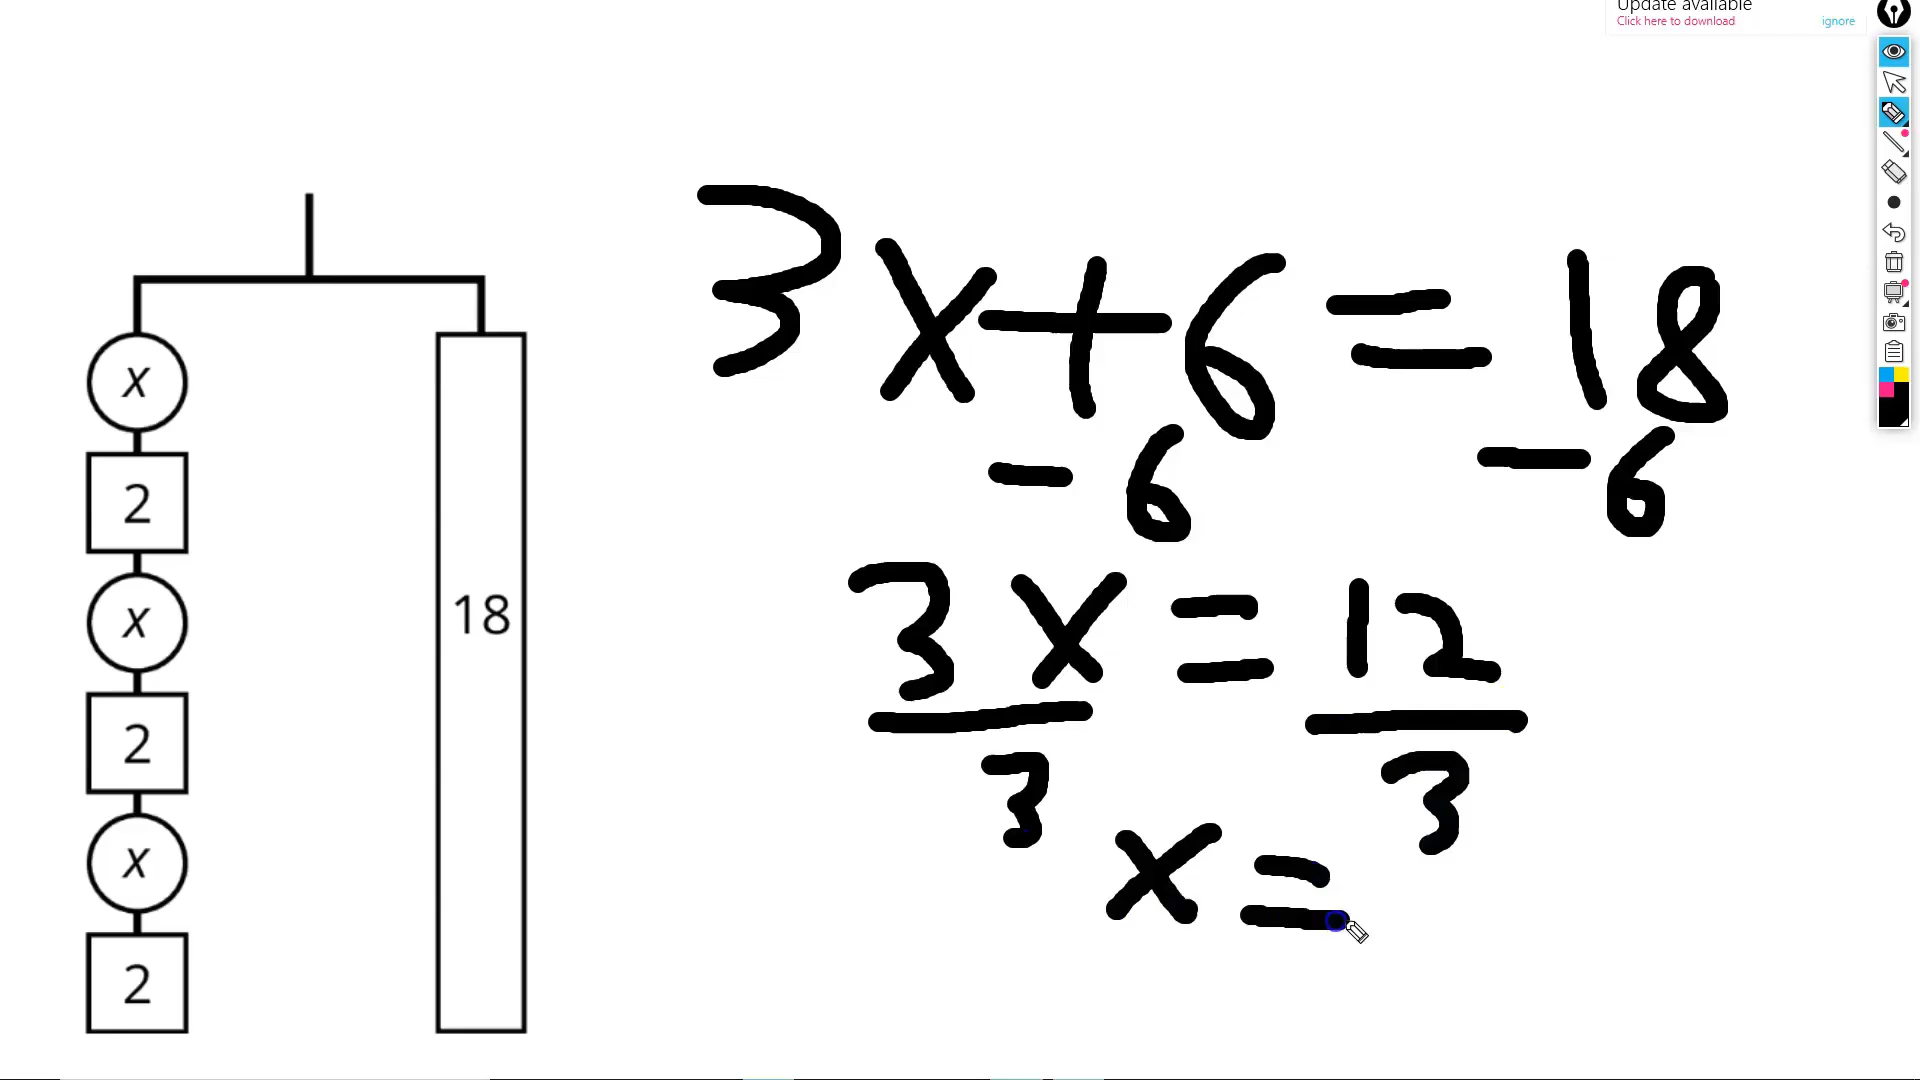 Update available
Click here to download ignore
x
2
x
2
x
2
18
3x+6=18
-6 -6
3x=12
3 3
x=